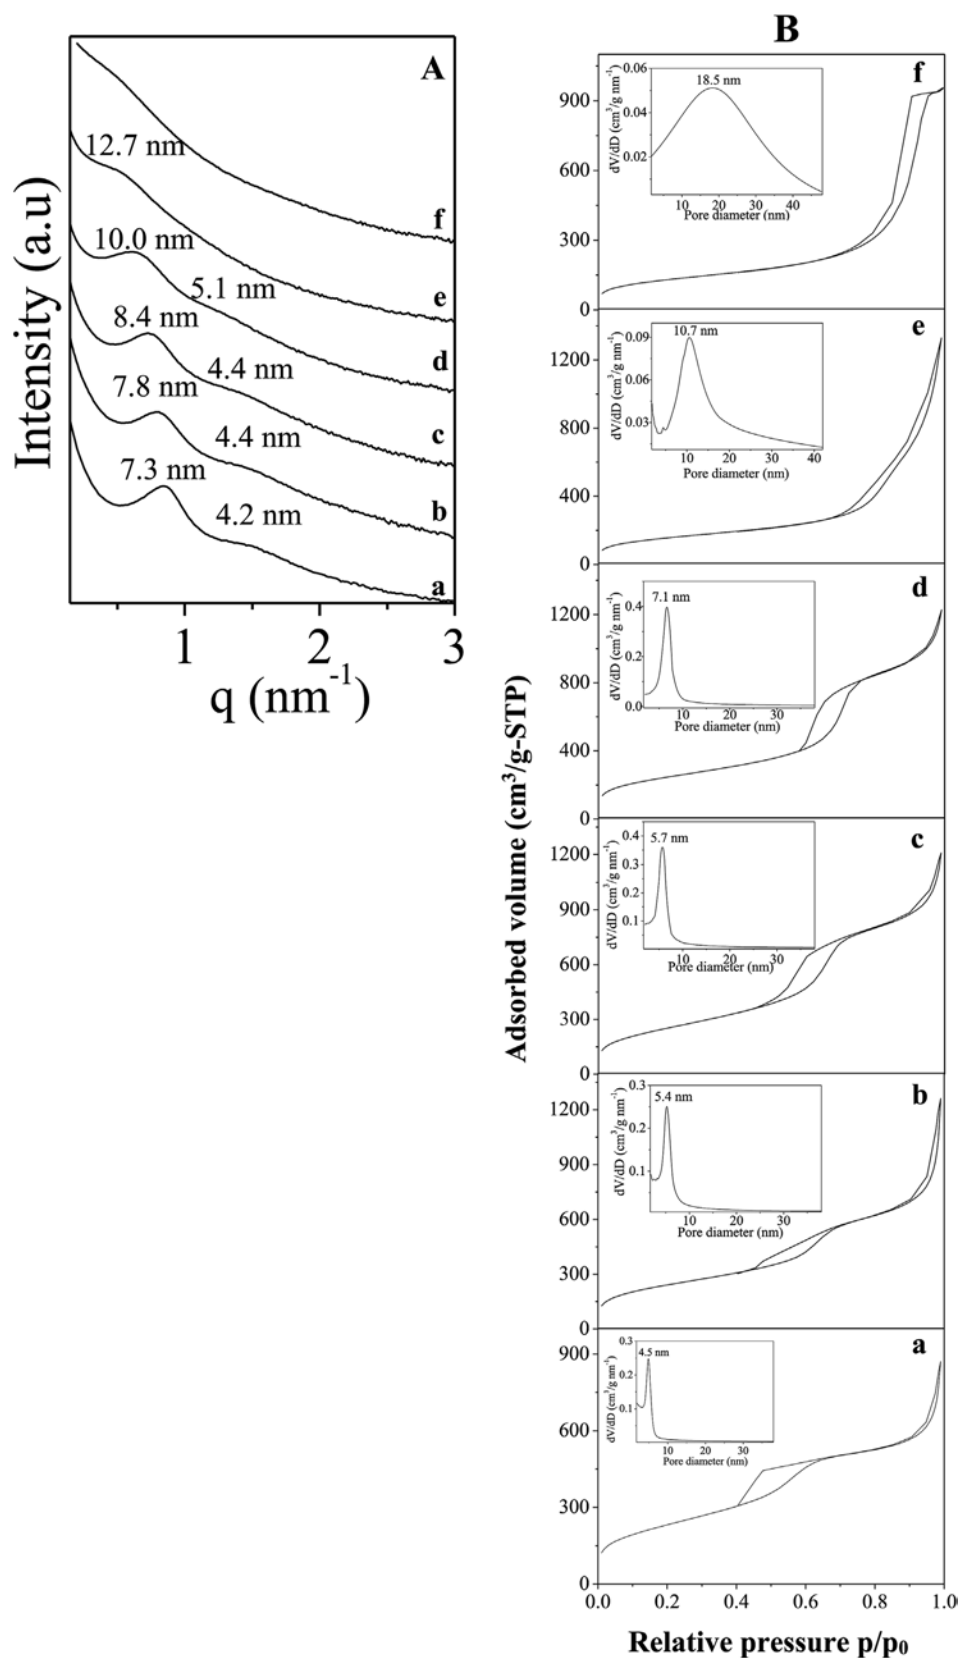 A
Intensity (a.u)
12.7 nm
f
10.0 nm
5.1 nm
e
8.4 nm
d
7.8 nm
4.4 nm
c
4.4 nm
7.3 nm
b
4.2 nm
a
1 2 3
q (nm⁻¹)
B
Adsorbed volume (cm³/g-STP)
f
900
600
300
0
dV/dD (cm³/g nm⁻¹)
0.06
0.04
0.02
18.5 nm
10 20 30 40
Pore diameter (nm)
e
1200
800
400
0
dV/dD (cm³/g nm⁻¹)
0.09
0.06
0.03
10.7 nm
0 10 20 30 40
Pore diameter (nm)
d
1200
800
400
0
dV/dD (cm³/g nm⁻¹)
0.4
0.2
0.0
7.1 nm
10 20 30
Pore diameter (nm)
c
1200
900
600
300
0
dV/dD (cm³/g nm⁻¹)
0.4
0.3
0.2
0.1
5.7 nm
10 20 30
Pore diameter (nm)
b
1200
900
600
300
0
dV/dD (cm³/g nm⁻¹)
0.3
0.2
0.1
5.4 nm
10 20 30
Pore diameter (nm)
a
900
600
300
0
dV/dD (cm³/g nm⁻¹)
0.3
0.2
0.1
4.5 nm
10 20 30
Pore diameter (nm)
0.0 0.2 0.4 0.6 0.8 1.0
Relative pressure p/p₀